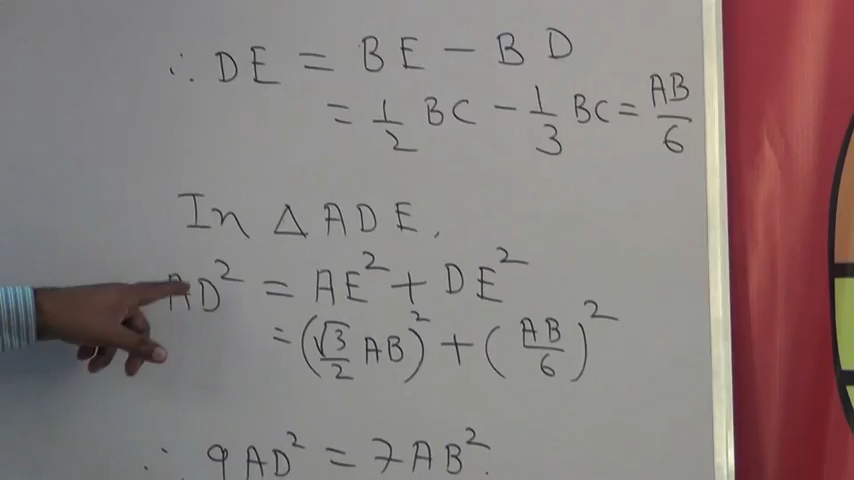 ∴ DE = BE − BD
= 1/2 BC − 1/3 BC = AB/6
In △ ADE,
AD² = AE² + DE²
= (√3/2 AB)² + (AB/6)²
∴ 9AD² = 7AB².